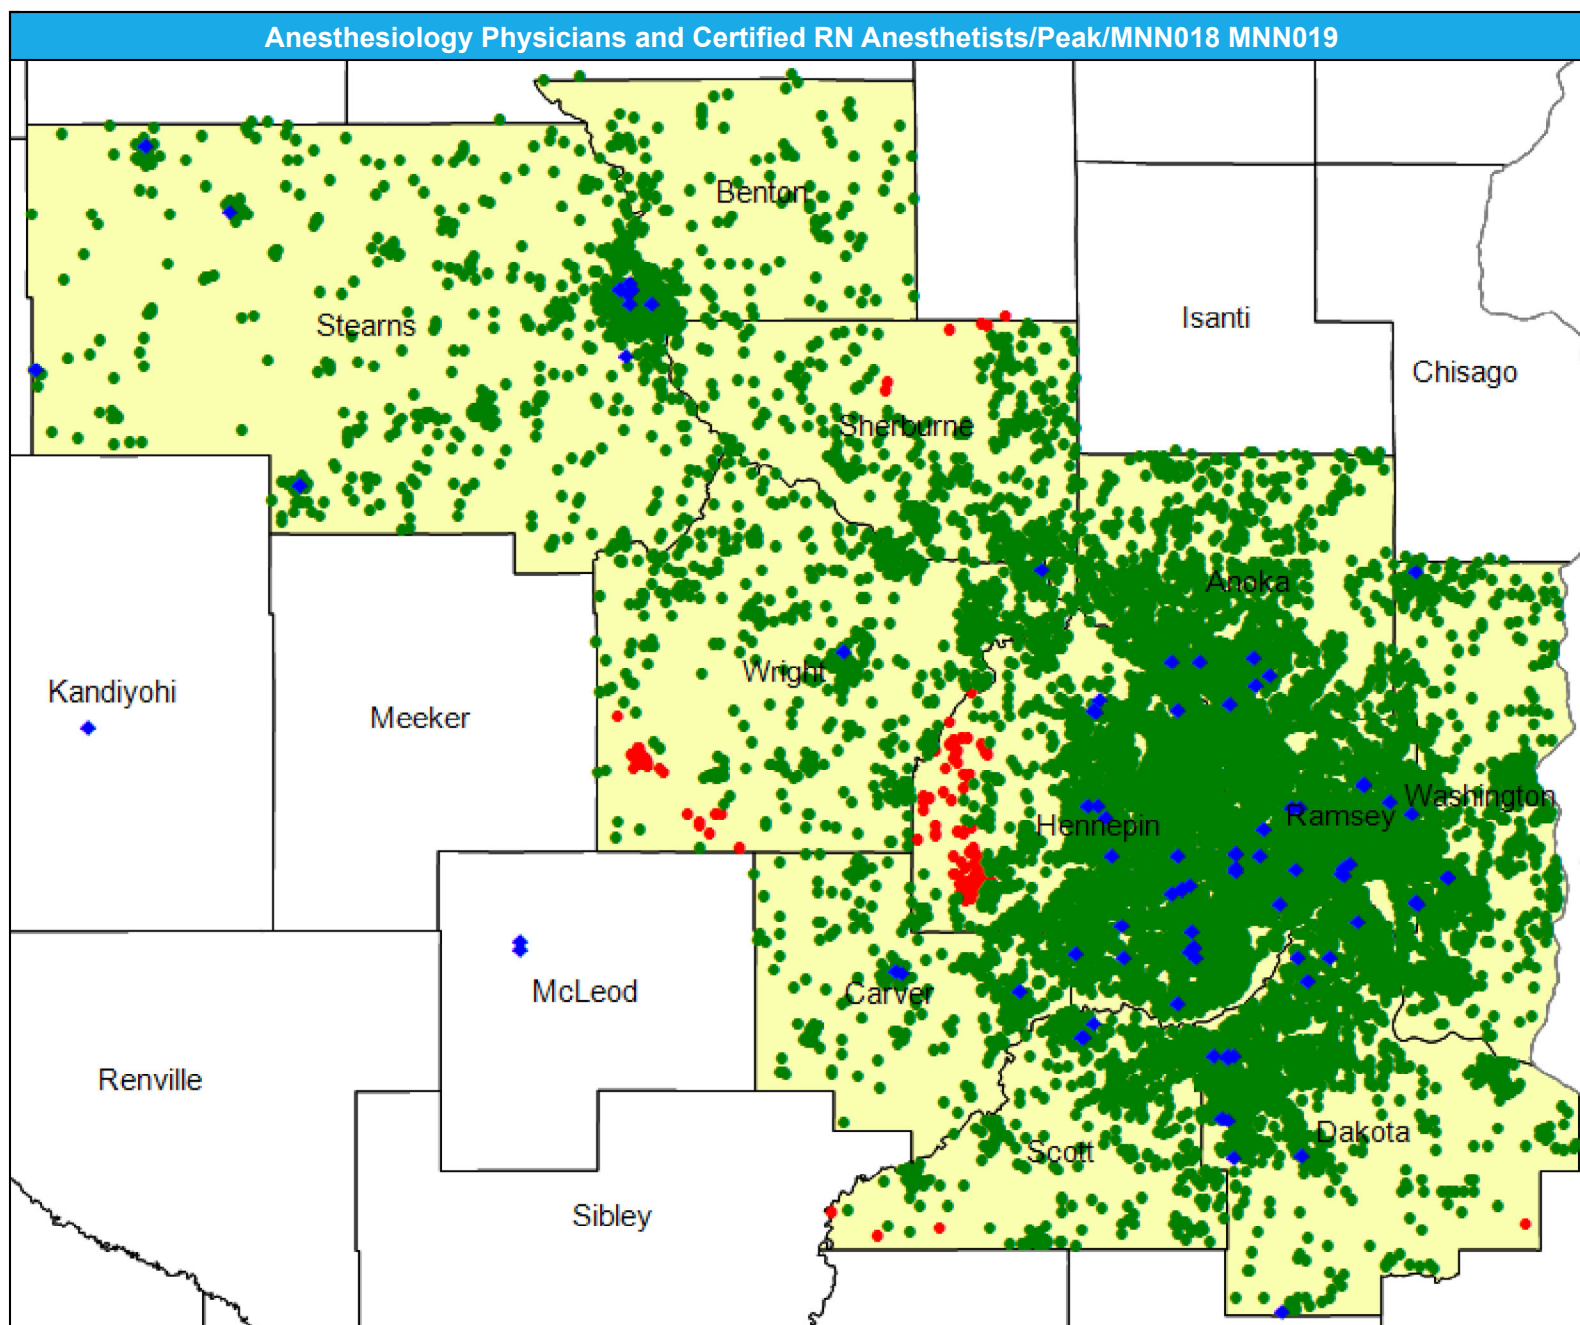 Anesthesiology Physicians and Certified RN Anesthetists/Peak/MNN018 MNN019
Benton
Stearns
Isanti
Chisago
Sherburne
Anoka
Wright
Kandiyohi
Meeker
Washington
Ramsey
Hennepin
McLeod
Carver
Renville
Dakota
Scott
Sibley